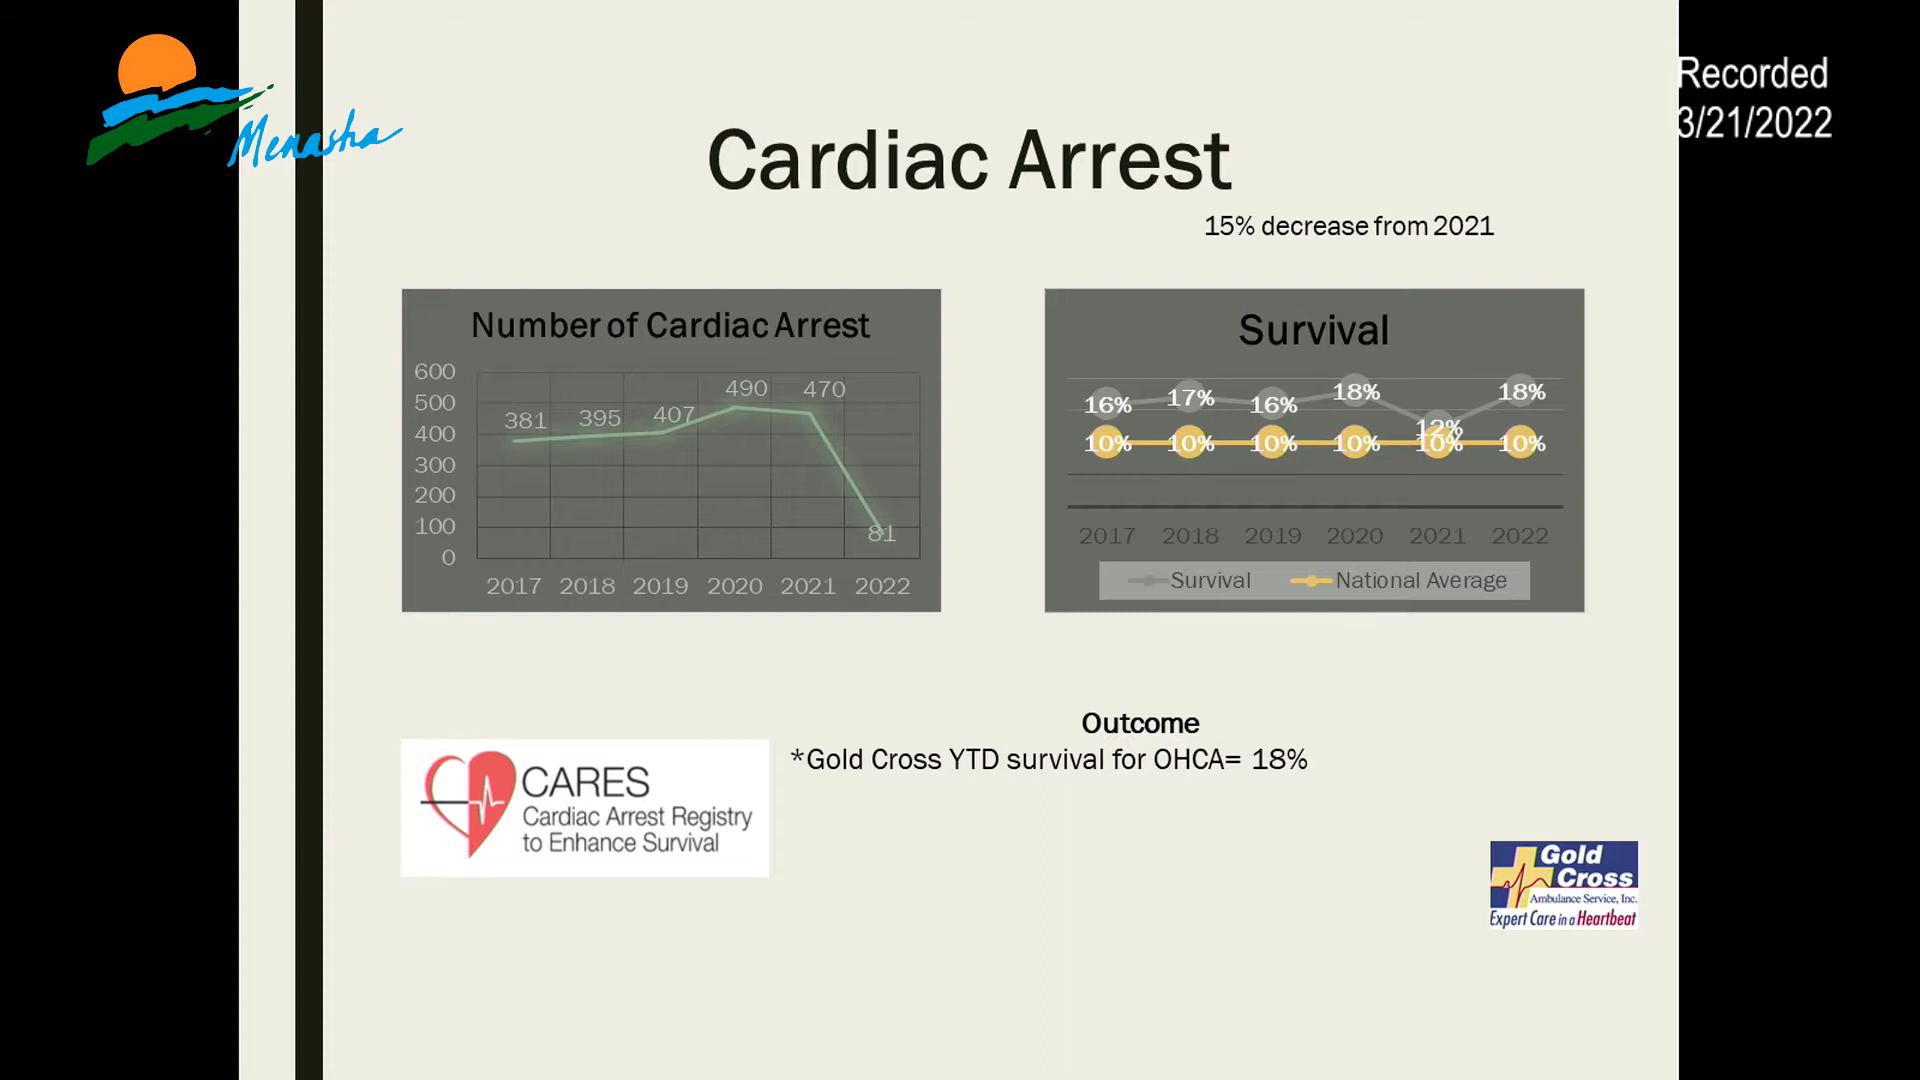 Menasha
Recorded
3/21/2022
Cardiac Arrest
15% decrease from 2021
Number of Cardiac Arrest
600
500
400
300
200
100
0
381
395
407
490
470
81
2017 2018 2019 2020 2021 2022
Survival
16% 17% 16% 18% 12% 18%
10% 10% 10% 10% 10% 10%
2017 2018 2019 2020 2021 2022
Survival National Average
Outcome
*Gold Cross YTD survival for OHCA= 18%
CARES
Cardiac Arrest Registry
to Enhance Survival
Gold
Cross
Ambulance Service, Inc.
Expert Care in a Heartbeat